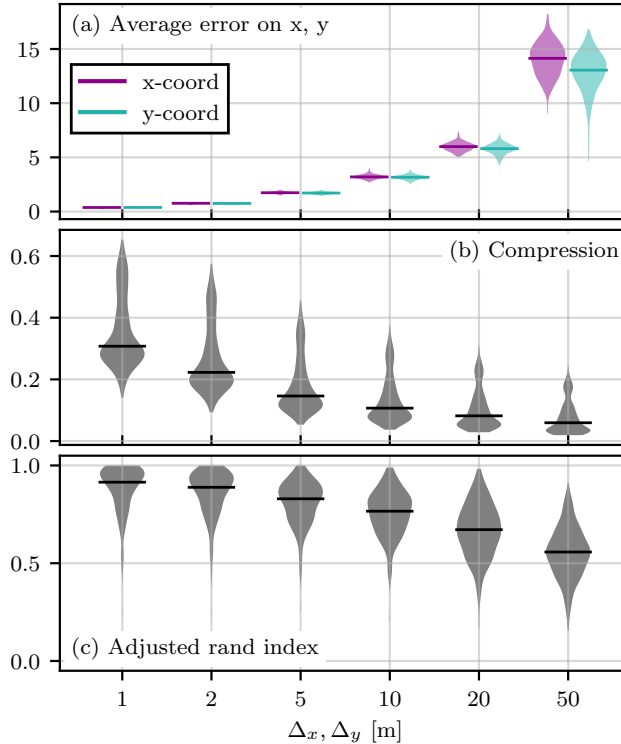 (a) Average error on x, y
15
10
5
0
x-coord
y-coord
(b) Compression
0.6
0.4
0.2
0.0
1.0
0.5
0.0
(c) Adjusted rand index
1 2 5 10 20 50
Δx, Δy [m]